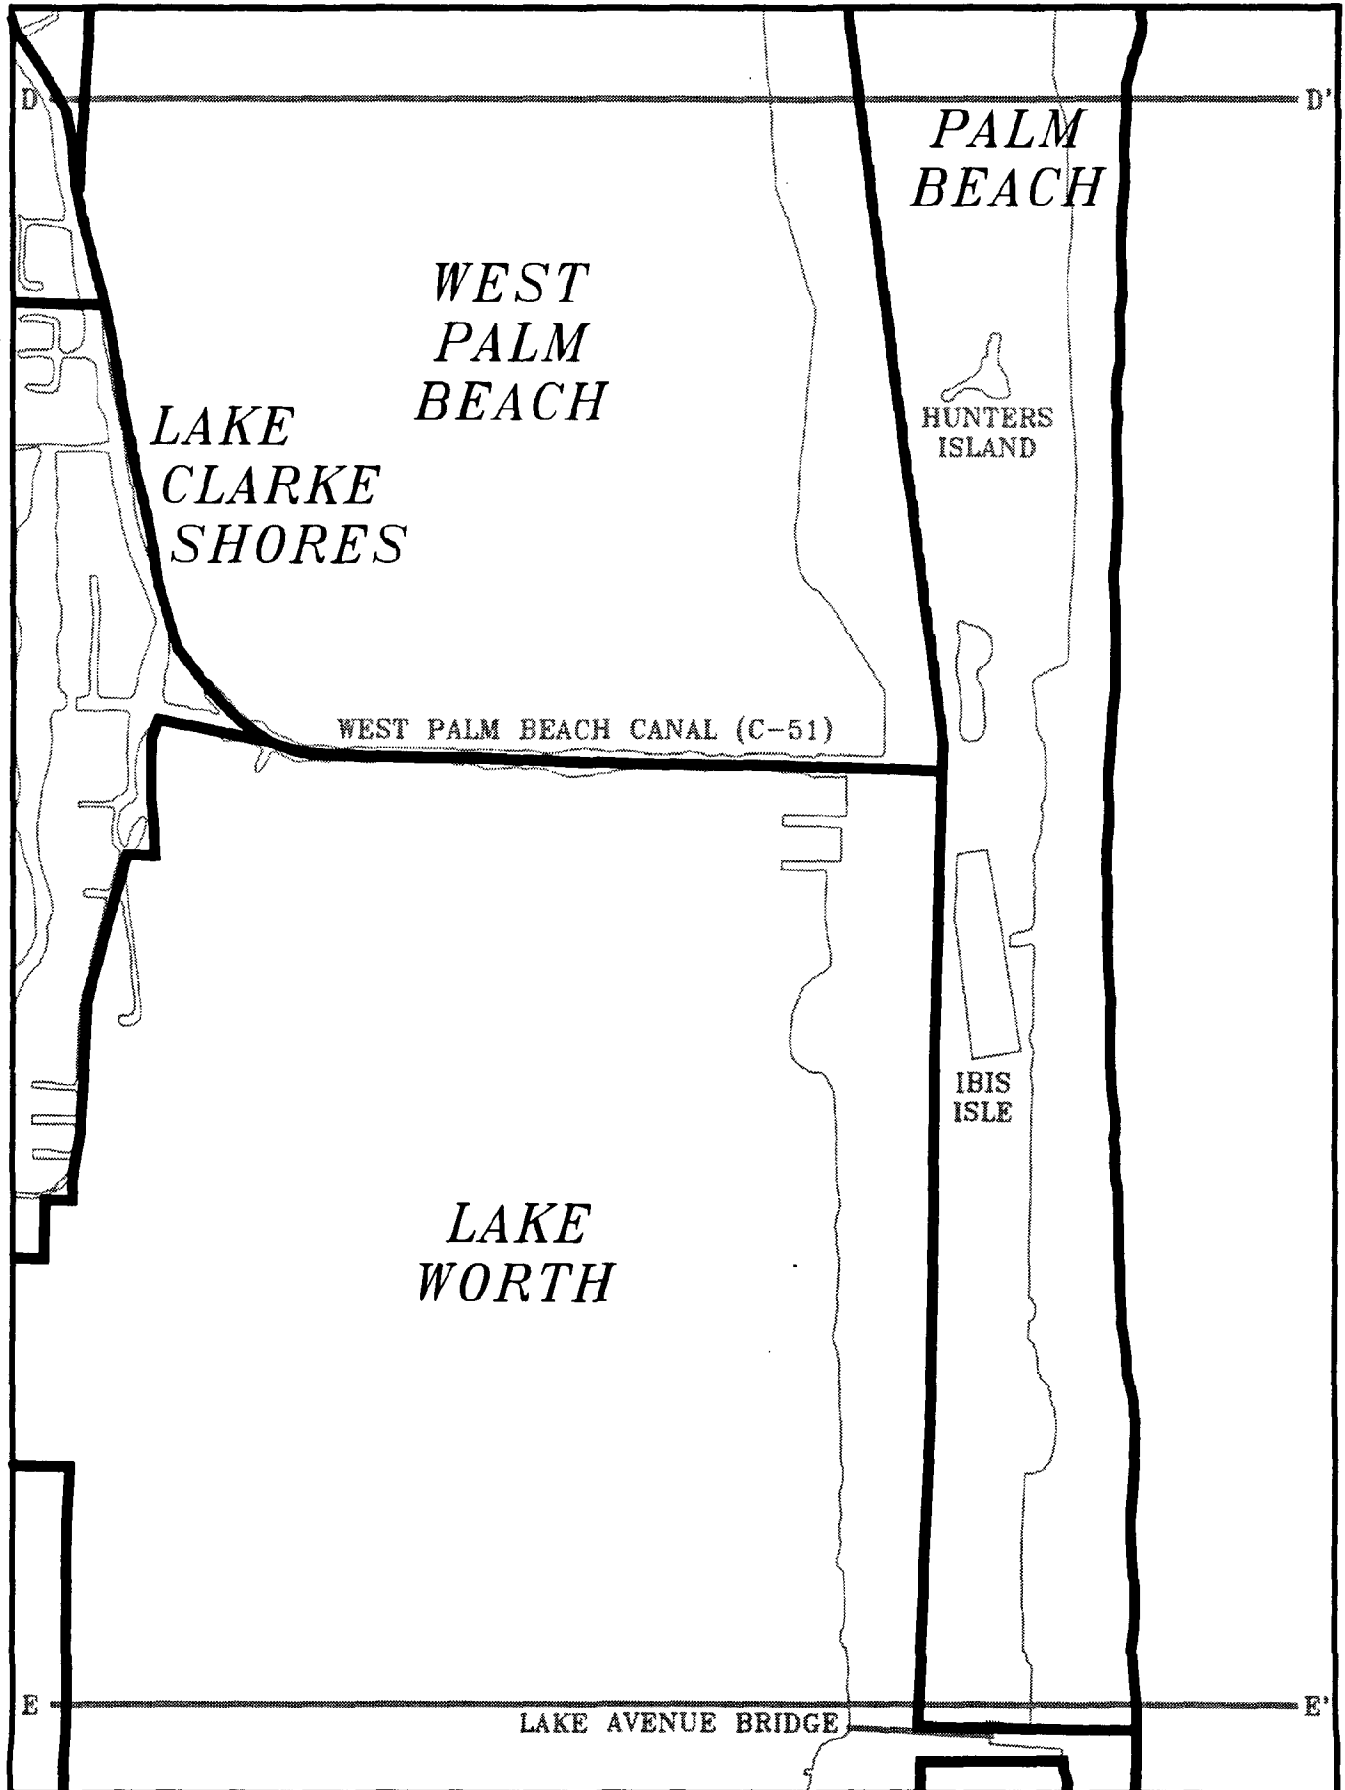 D
D'
PALM
BEACH
WEST
PALM
BEACH
HUNTERS
ISLAND
LAKE
CLARKE
SHORES
WEST PALM BEACH CANAL (C-51)
IBIS
ISLE
LAKE
WORTH
E
E'
LAKE AVENUE BRIDGE